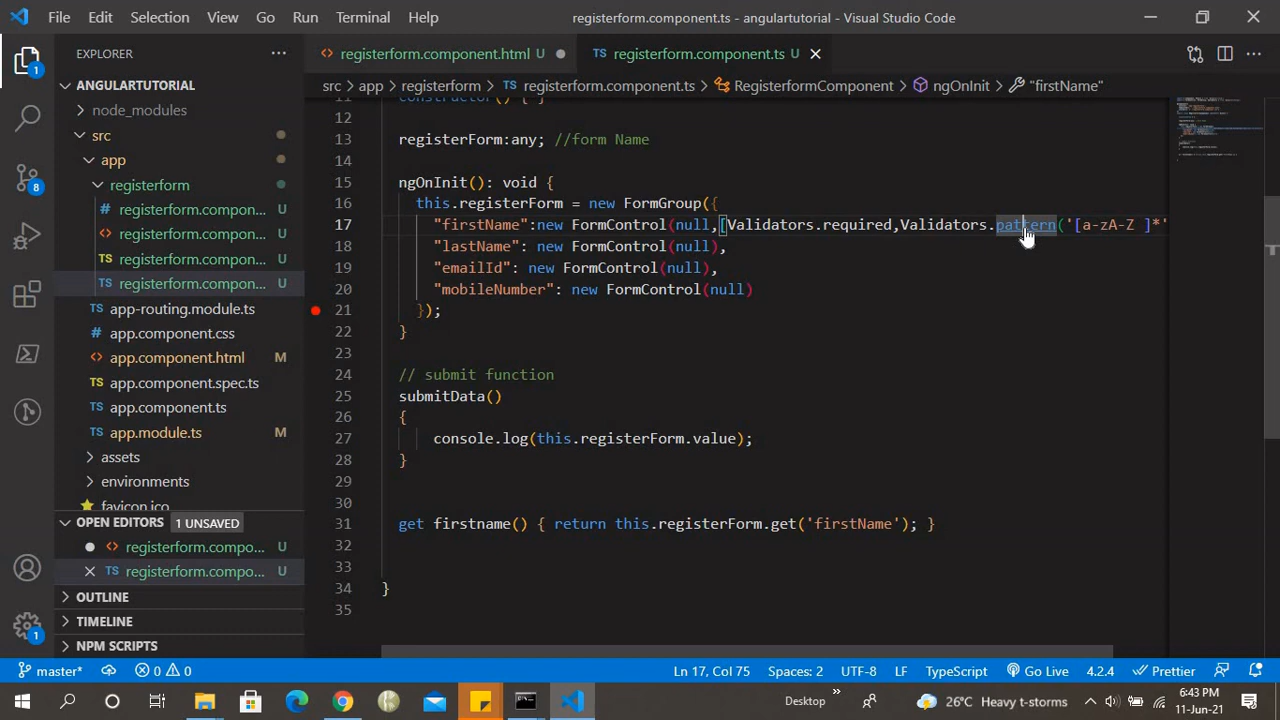 File Edit Selection View Go Run Terminal Help registerform.component.ts - angulartutorial - Visual Studio Code
EXPLORER ··· registerform.component.html U registerform.component.ts U
ANGULARTUTORIAL
node_modules
src
app
registerform
registerform.compon... U
registerform.compon... U
registerform.compon... U
registerform.compon... U
app-routing.module.ts
app.component.css
app.component.html M
app.component.spec.ts
app.component.ts
app.module.ts M
assets
environments
favicon.ico
OPEN EDITORS 1 UNSAVED
registerform.compo... U
registerform.compo... U
OUTLINE
TIMELINE
NPM SCRIPTS
src > app > registerform > registerform.component.ts > RegisterformComponent > ngOnInit > "firstName"
11 constructor() { }
12
13 registerForm:any; //form Name
14
15 ngOnInit(): void {
16 this.registerForm = new FormGroup({
17 "firstName":new FormControl(null,[Validators.required,Validators.pattern('[a-zA-Z ]*'
18 "lastName": new FormControl(null),
19 "emailId": new FormControl(null),
20 "mobileNumber": new FormControl(null)
21 });
22 }
23
24 // submit function
25 submitData()
26 {
27 console.log(this.registerForm.value);
28 }
29
30
31 get firstname() { return this.registerForm.get('firstName'); }
32
33
34 }
35
1
8
1
master* 0 0 Ln 17, Col 75 Spaces: 2 UTF-8 LF TypeScript Go Live 4.2.4 Prettier
Desktop 26°C Heavy t-storms 6:43 PM
11-Jun-21